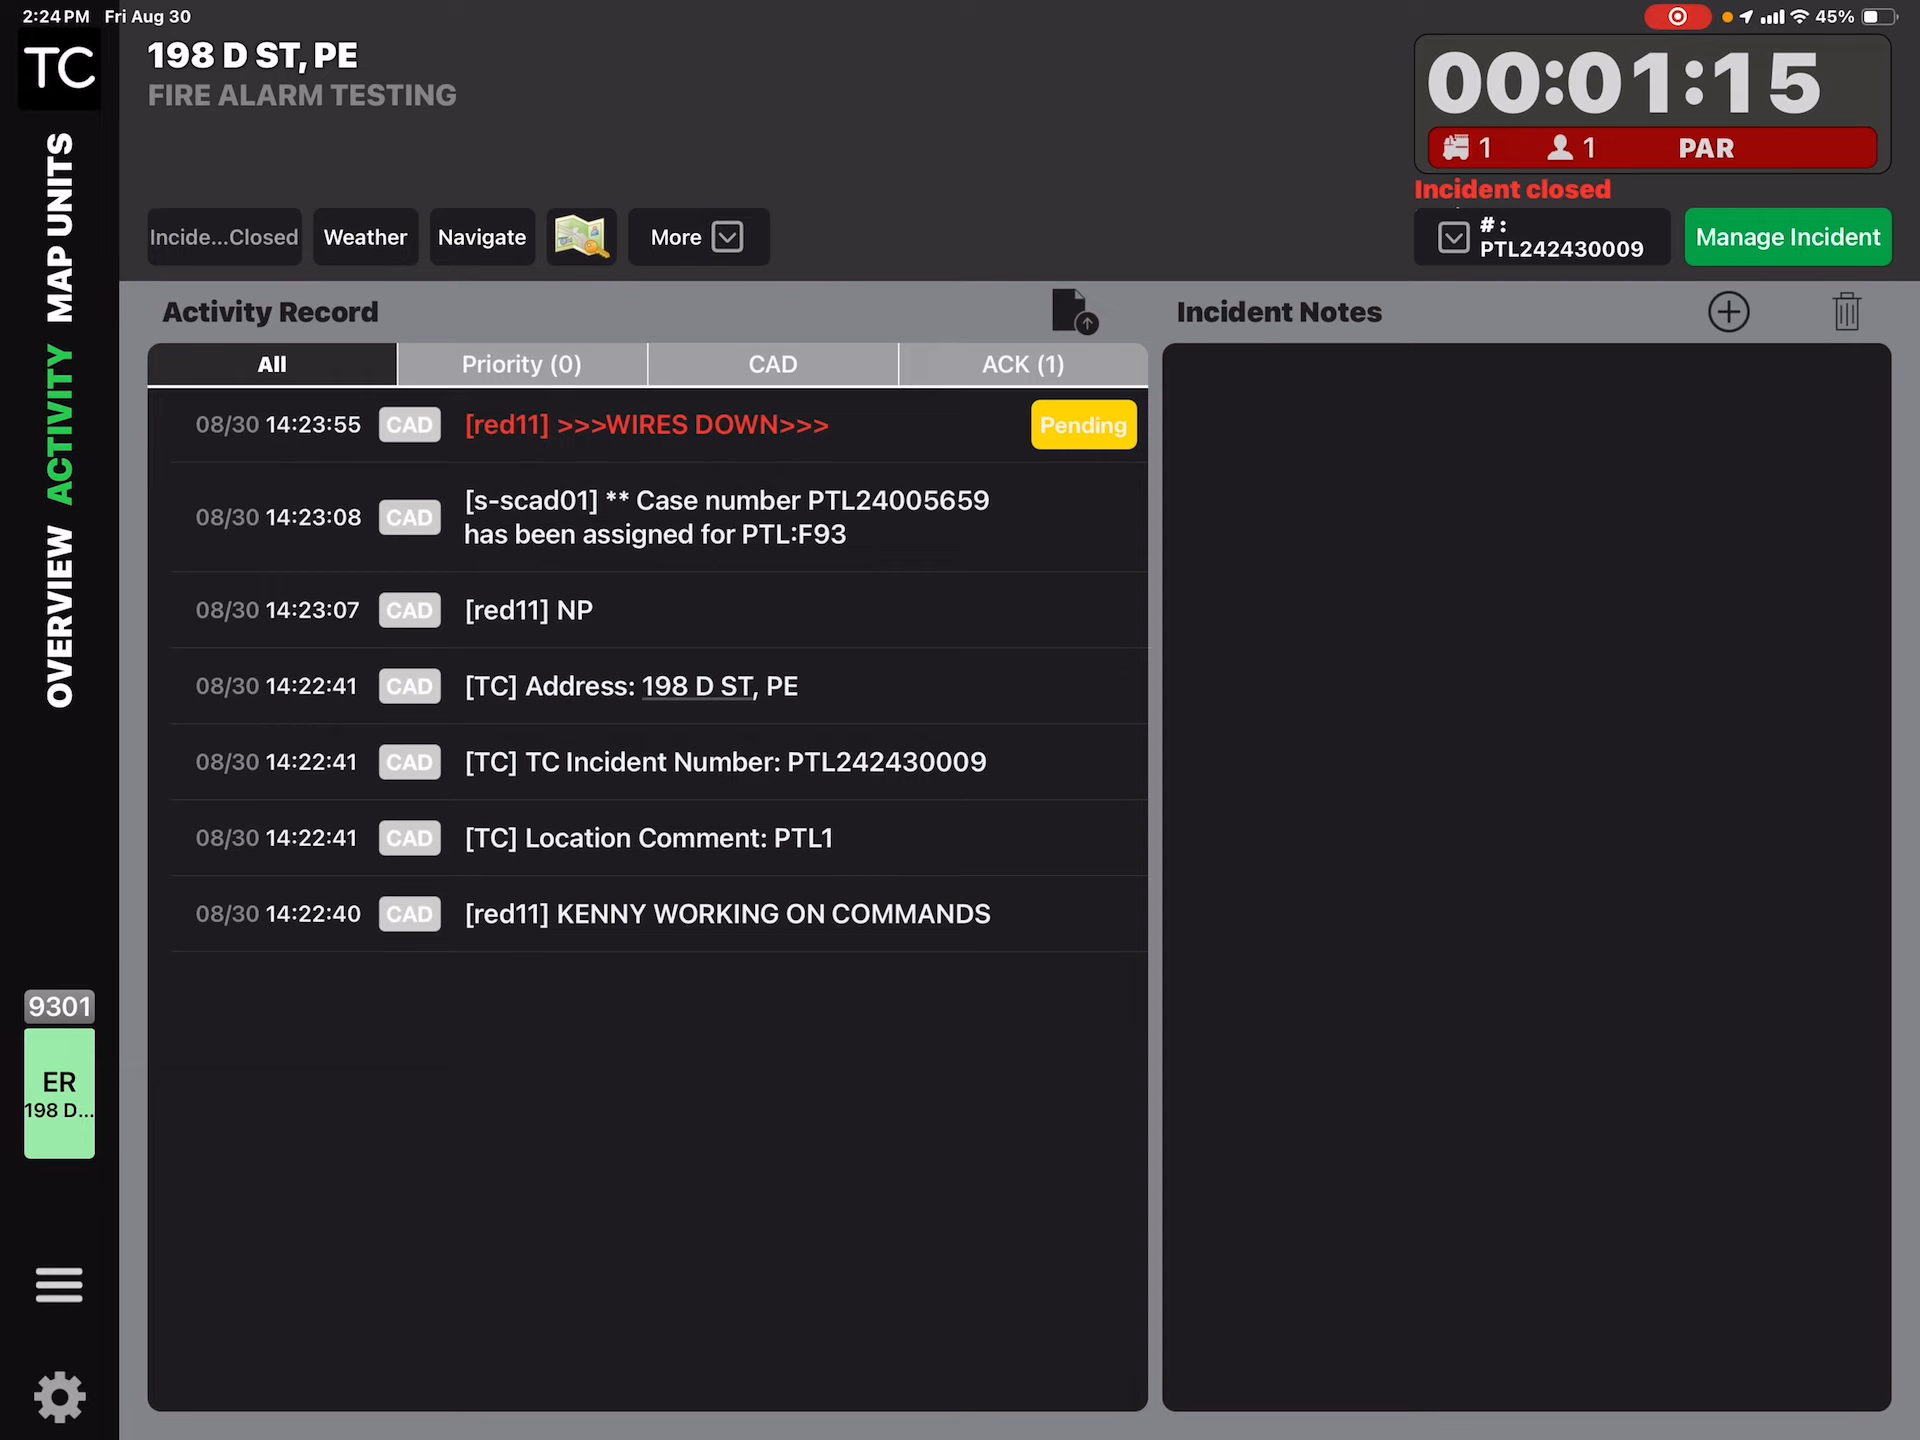 2:24 PM Fri Aug 30
45%
TC
198 D ST, PE
FIRE ALARM TESTING
00:01:15
1 1 PAR
Incident closed
Incide...Closed
Weather
Navigate
More
#:
PTL242430009
Manage Incident
MAP UNITS
ACTIVITY
OVERVIEW
9301
ER
198 D...
Activity Record
All
Priority (0)
CAD
ACK (1)
08/30 14:23:55 CAD [red11] >>>WIRES DOWN>>> Pending
08/30 14:23:08 CAD [s-scad01] ** Case number PTL24005659
has been assigned for PTL:F93
08/30 14:23:07 CAD [red11] NP
08/30 14:22:41 CAD [TC] Address: 198 D ST, PE
08/30 14:22:41 CAD [TC] TC Incident Number: PTL242430009
08/30 14:22:41 CAD [TC] Location Comment: PTL1
08/30 14:22:40 CAD [red11] KENNY WORKING ON COMMANDS
Incident Notes